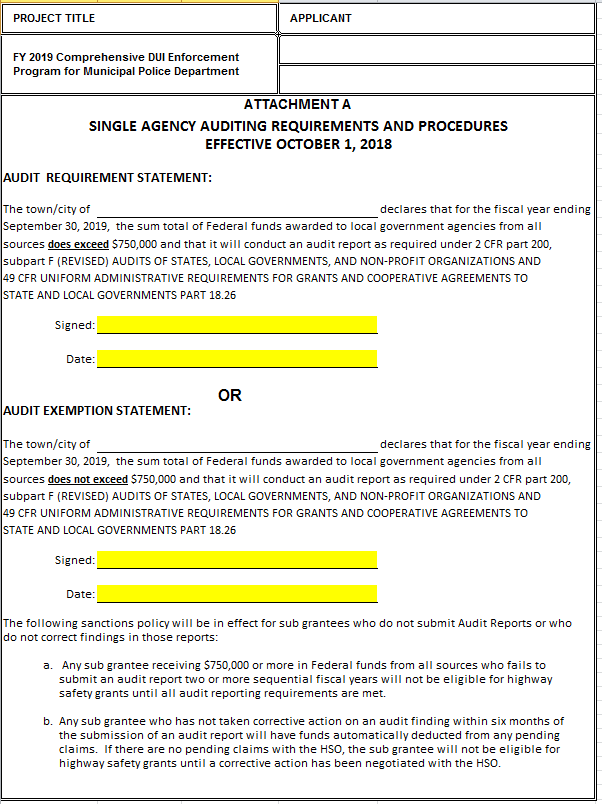 PROJECT TITLE
APPLICANT
FY 2019 Comprehensive DUI Enforcement
Program for Municipal Police Department
ATTACHMENT A
SINGLE AGENCY AUDITING REQUIREMENTS AND PROCEDURES
EFFECTIVE OCTOBER 1, 2018
AUDIT REQUIREMENT STATEMENT:
The town/city of declares that for the fiscal year ending
September 30, 2019, the sum total of Federal funds awarded to local government agencies from all
sources does exceed $750,000 and that it will conduct an audit report as required under 2 CFR part 200,
subpart F (REVISED) AUDITS OF STATES, LOCAL GOVERNMENTS, AND NON-PROFIT ORGANIZATIONS AND
49 CFR UNIFORM ADMINISTRATIVE REQUIREMENTS FOR GRANTS AND COOPERATIVE AGREEMENTS TO
STATE AND LOCAL GOVERNMENTS PART 18.26
Signed:
Date:
OR
AUDIT EXEMPTION STATEMENT:
The town/city of declares that for the fiscal year ending
September 30, 2019, the sum total of Federal funds awarded to local government agencies from all
sources does not exceed $750,000 and that it will conduct an audit report as required under 2 CFR part 200,
subpart F (REVISED) AUDITS OF STATES, LOCAL GOVERNMENTS, AND NON-PROFIT ORGANIZATIONS AND
49 CFR UNIFORM ADMINISTRATIVE REQUIREMENTS FOR GRANTS AND COOPERATIVE AGREEMENTS TO
STATE AND LOCAL GOVERNMENTS PART 18.26
Signed:
Date:
The following sanctions policy will be in effect for sub grantees who do not submit Audit Reports or who
do not correct findings in those reports:
a. Any sub grantee receiving $750,000 or more in Federal funds from all sources who fails to
submit an audit report two or more sequential fiscal years will not be eligible for highway
safety grants until all audit reporting requirements are met.
b. Any sub grantee who has not taken corrective action on an audit finding within six months of
the submission of an audit report will have funds automatically deducted from any pending
claims. If there are no pending claims with the HSO, the sub grantee will not be eligible for
highway safety grants until a corrective action has been negotiated with the HSO.